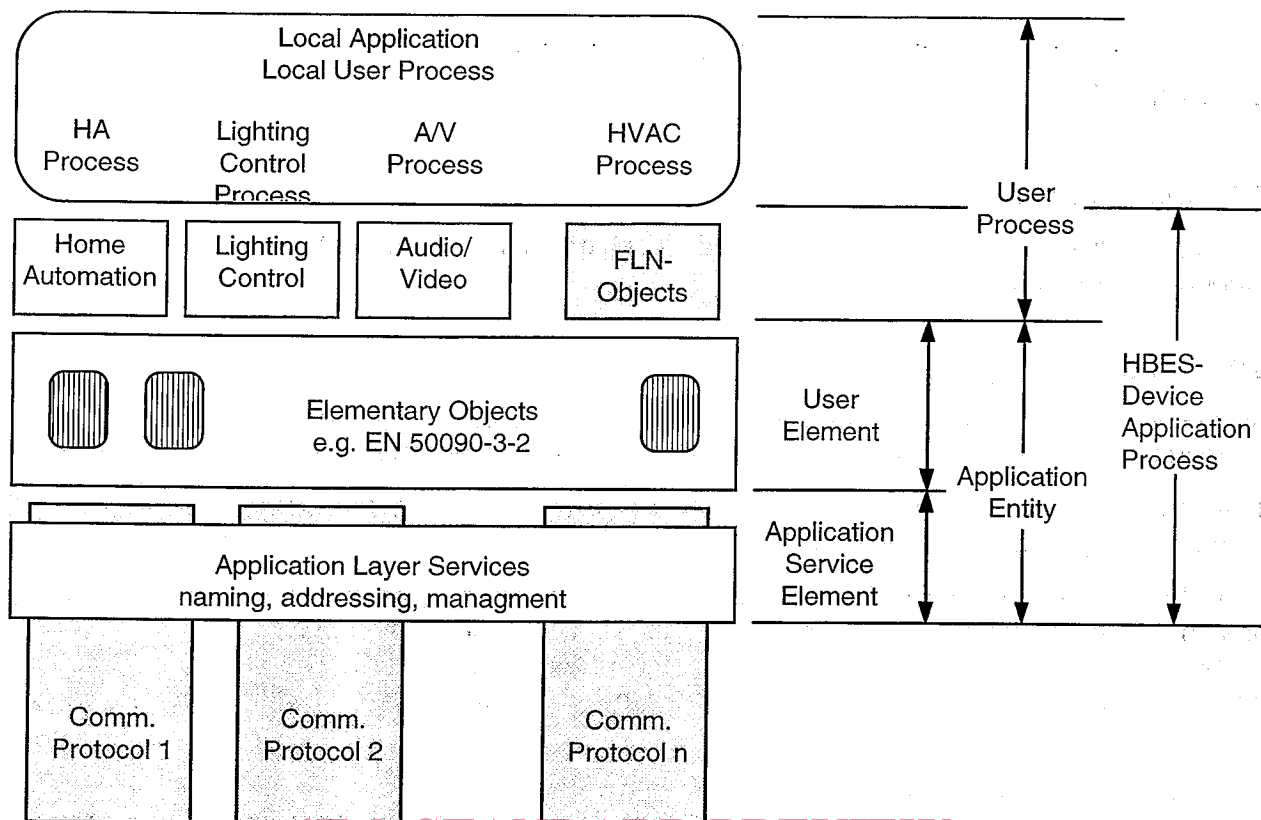 Local Application
Local User Process
HA
Process
Lighting
Control
Process
A/V
Process
HVAC
Process
Home
Automation
Lighting
Control
Audio/
Video
FLN-
Objects
Elementary Objects
e.g. EN 50090-3-2
Application Layer Services
naming, addressing, managment
Comm.
Protocol 1
Comm.
Protocol 2
Comm.
Protocol n
User
Process
User
Element
Application
Service
Element
Application
Entity
HBES-
Device
Application
Process